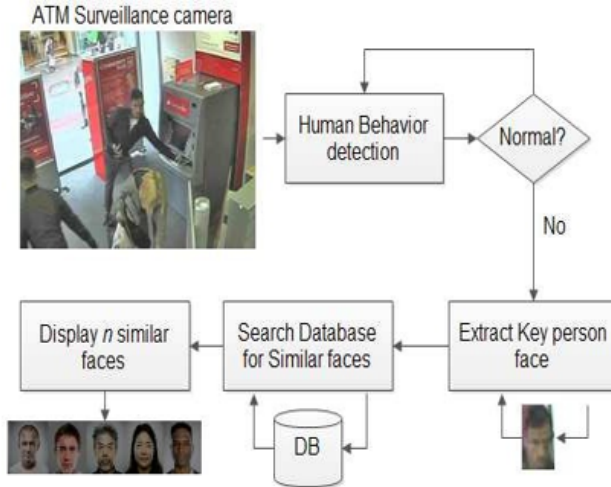 ATM Surveillance camera
Human Behavior
detection
Normal?
No
Extract Key person
face
Search Database
for Similar faces
Display n similar
faces
DB